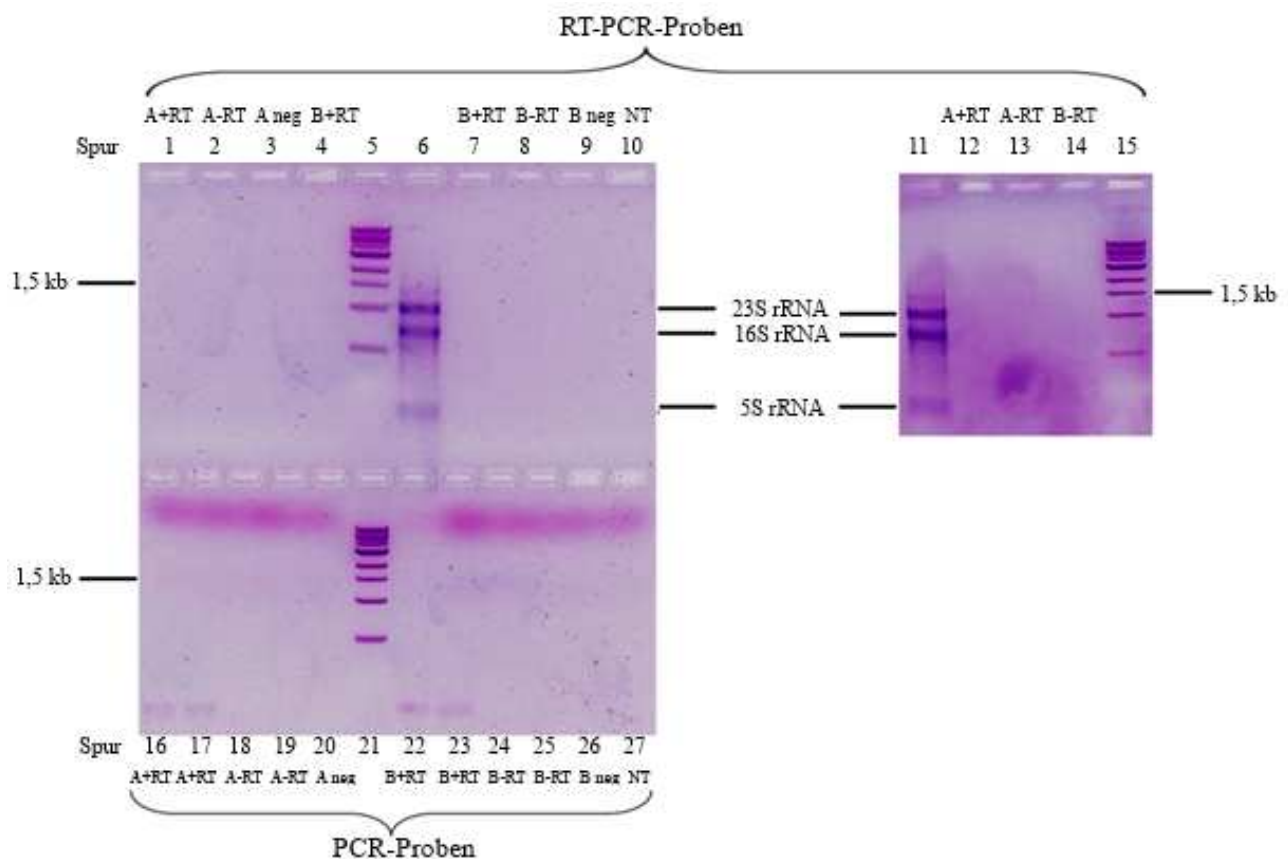 RT-PCR-Proben
A+RT A-RT A neg B+RT B+RT B-RT B neg NT A+RT A-RT B-RT
Spur 1 2 3 4 5 6 7 8 9 10 11 12 13 14 15
1,5 kb
1,5 kb
23S rRNA
16S rRNA
5S rRNA
1,5 kb
Spur 16 17 18 19 20 21 22 23 24 25 26 27
A+RT A+RT A-RT A-RT A neg B+RT B+RT B-RT B-RT B neg NT
PCR-Proben